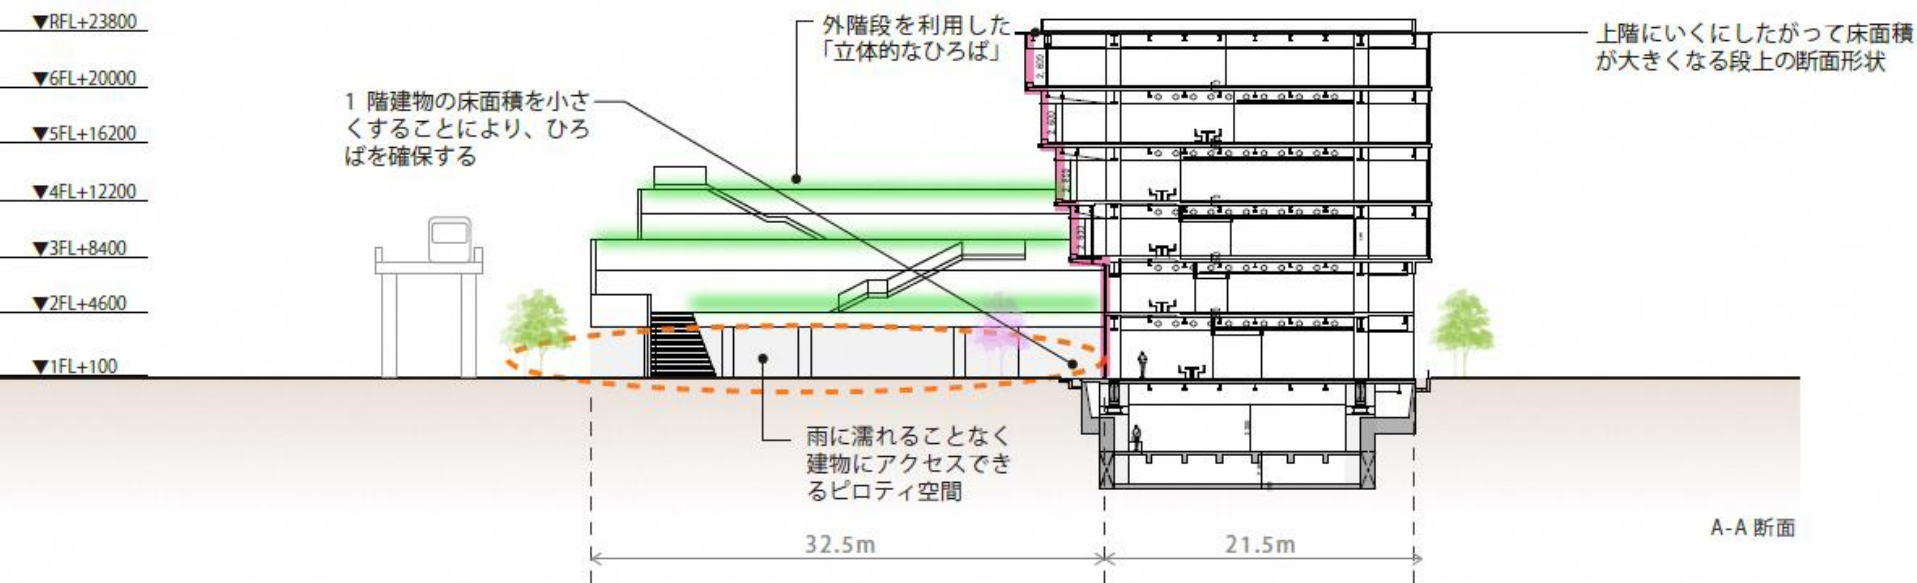 ▼RFL+23800
▼6FL+20000
▼5FL+16200
▼4FL+12200
▼3FL+8400
▼2FL+4600
▼1FL+100
1 階建物の床面積を小さ
くすることにより、ひろ
ばを確保する
外階段を利用した
「立体的なひろば」
上階にいくにしたがって床面積
が大きくなる段上の断面形状
雨に濡れることなく
建物にアクセスでき
るピロティ空間
32.5m
21.5m
A-A 断面